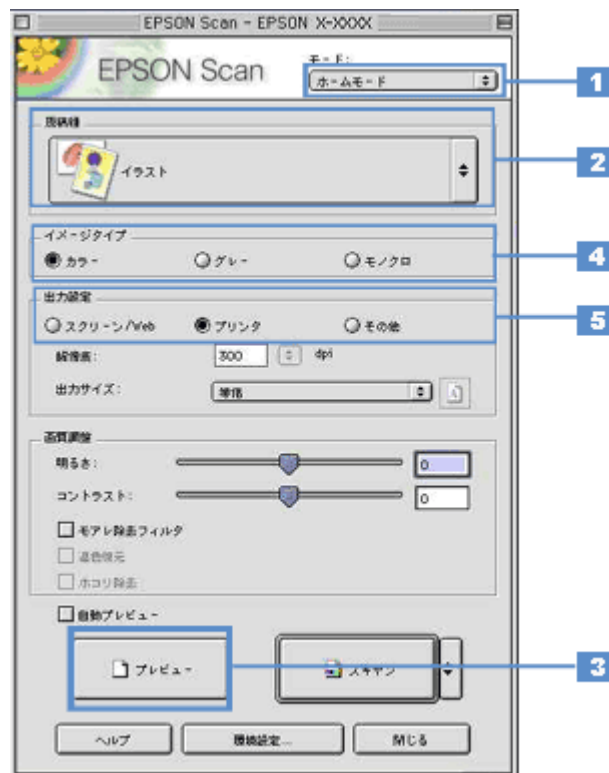 EPSON Scan - EPSON X-XXXX
EPSON Scan
モード:
ホームモード
1
原稿種
イラスト
2
イメージタイプ
カラー グレー モノクロ
4
出力設定
スクリーン/Web プリンタ その他
5
解像度: 300 dpi
出力サイズ: 等倍
画質調整
明るさ: 0
コントラスト: 0
モアレ除去フィルタ
退色復元
ホコリ除去
自動プレビュー
プレビュー スキャン
3
ヘルプ 環境設定... 閉じる